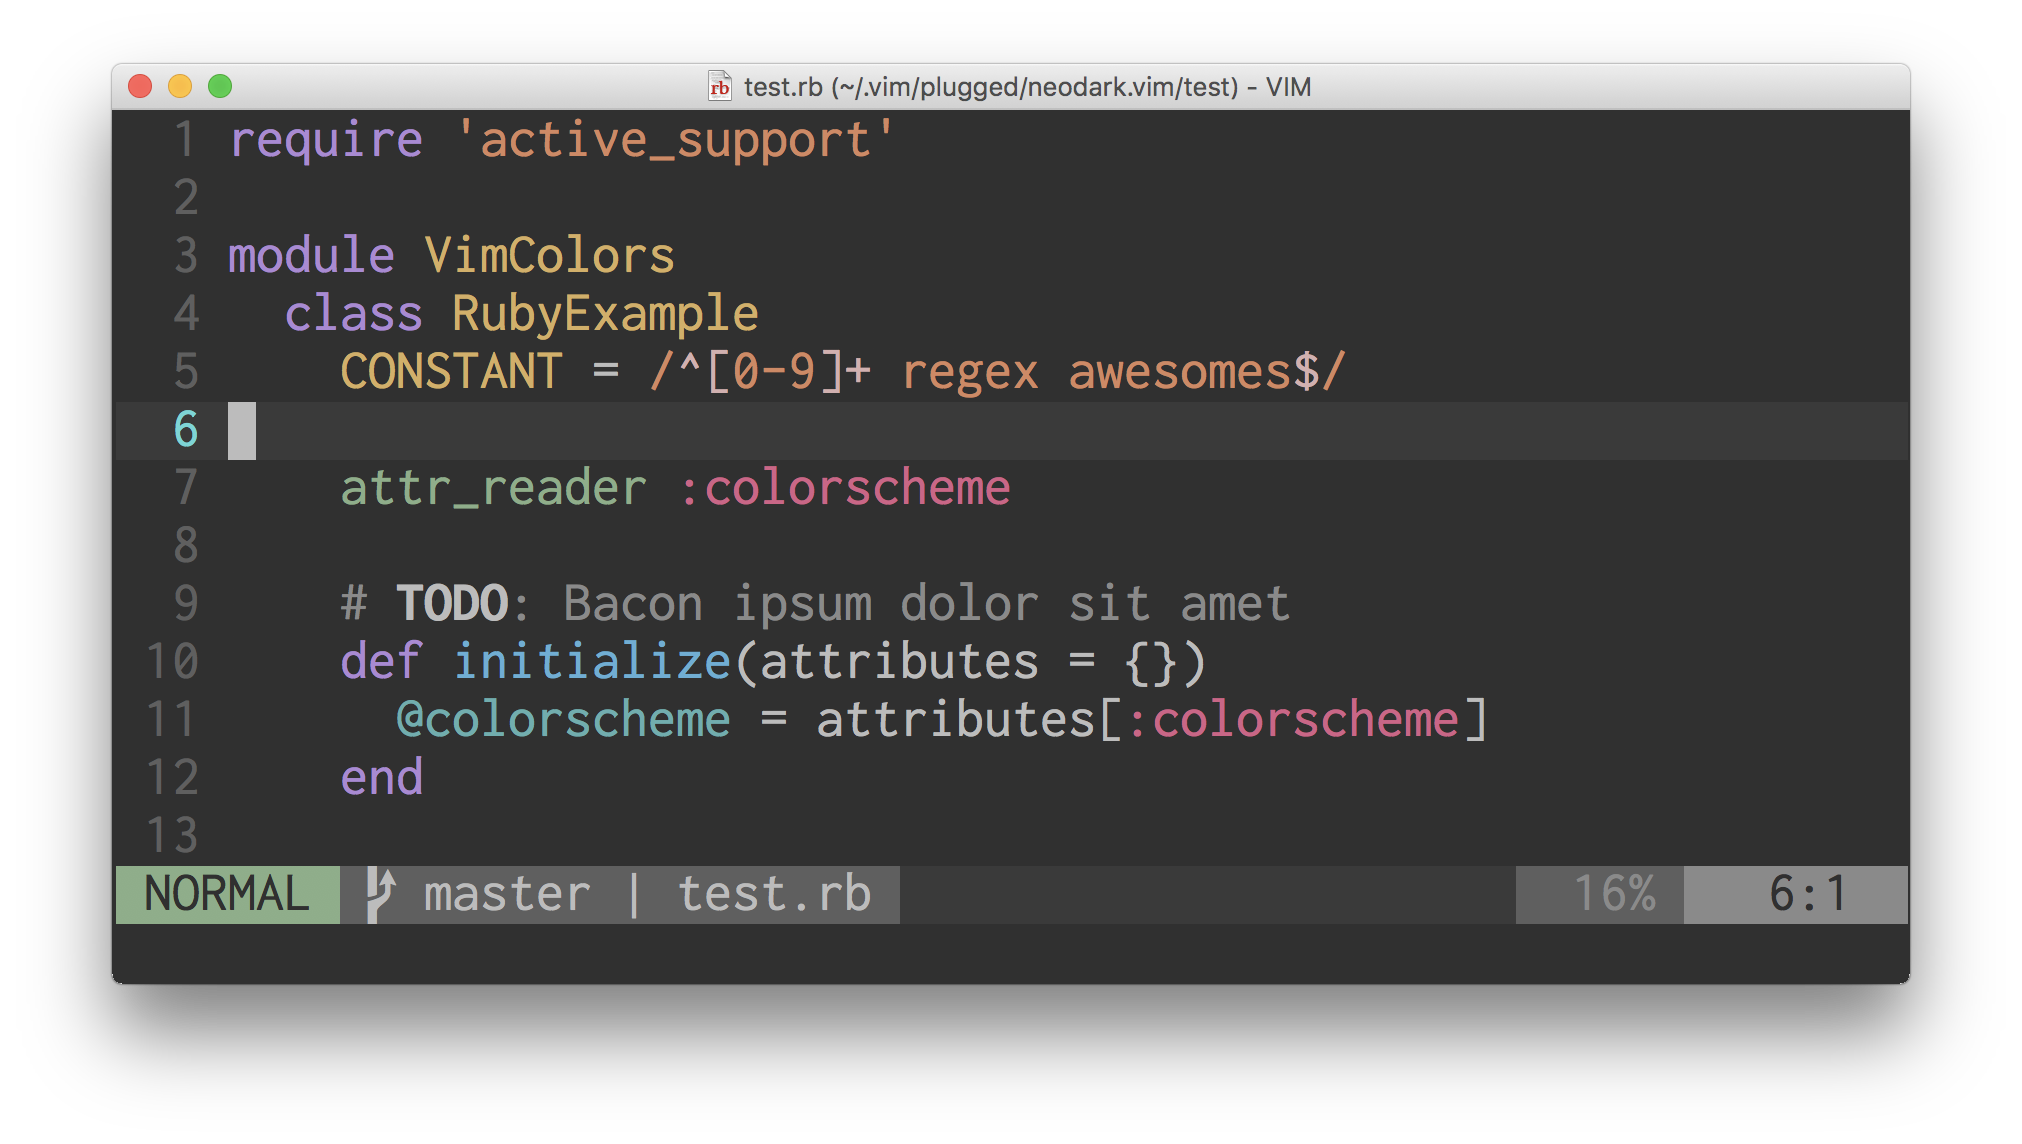 rb test.rb (~/.vim/plugged/neodark.vim/test) - VIM
1 require 'active_support'
2
3 module VimColors
4   class RubyExample
5     CONSTANT = /^[0-9]+ regex awesomes$/
6
7     attr_reader :colorscheme
8
9     # TODO: Bacon ipsum dolor sit amet
10     def initialize(attributes = {})
11       @colorscheme = attributes[:colorscheme]
12     end
13
NORMAL master | test.rb 16% 6:1